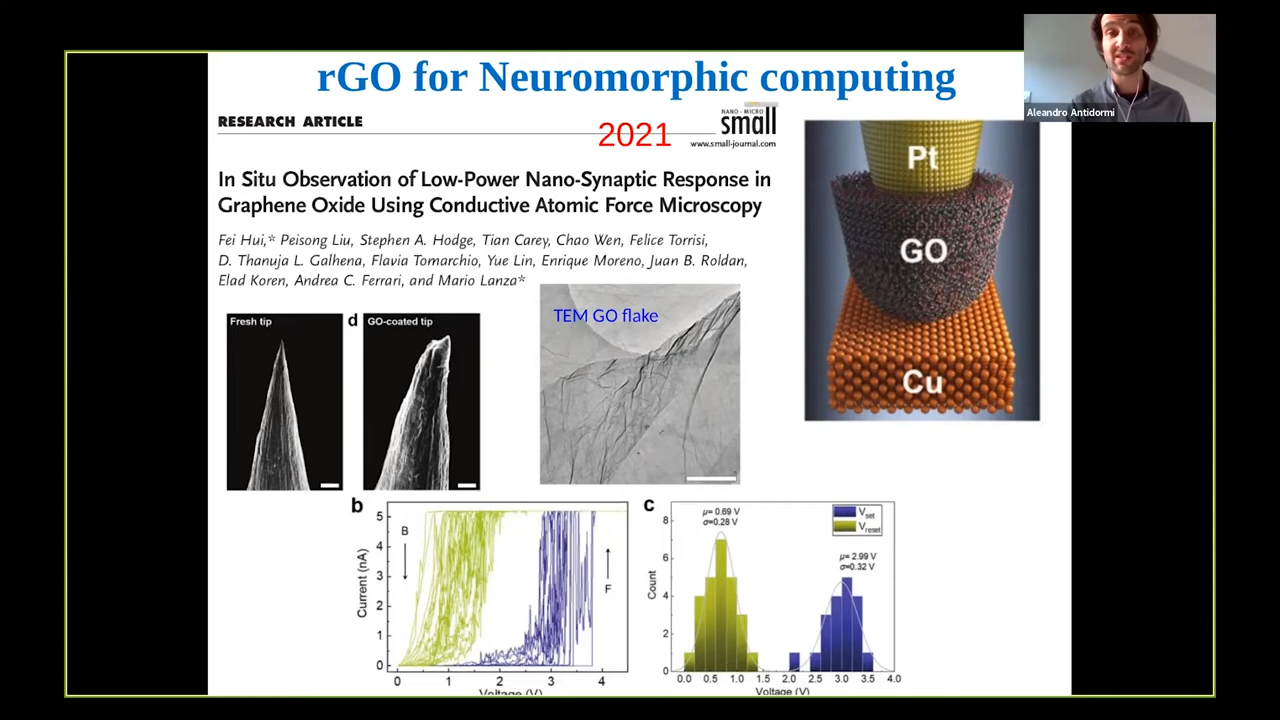 rGO for Neuromorphic computing
Aleandro Antidormi
RESEARCH ARTICLE
2021
NANO - MICRO
small
www.small-journal.com
In Situ Observation of Low-Power Nano-Synaptic Response in
Graphene Oxide Using Conductive Atomic Force Microscopy
Fei Hui,* Peisong Liu, Stephen A. Hodge, Tian Carey, Chao Wen, Felice Torrisi,
D. Thanuja L. Galhena, Flavia Tomarchio, Yue Lin, Enrique Moreno, Juan B. Roldan,
Elad Koren, Andrea C. Ferrari, and Mario Lanza*
Pt
GO
Cu
Fresh tip
d
GO-coated tip
TEM GO flake
b
5
4
3
2
1
0
Current (nA)
B
F
0 1 2 3 4
Voltage (V)
c
8
6
4
2
0
Count
μ= 0.69 V
σ=0.28 V
Vset
Vreset
μ= 2.99 V
σ=0.32 V
0.0 0.5 1.0 1.5 2.0 2.5 3.0 3.5 4.0
Voltage (V)